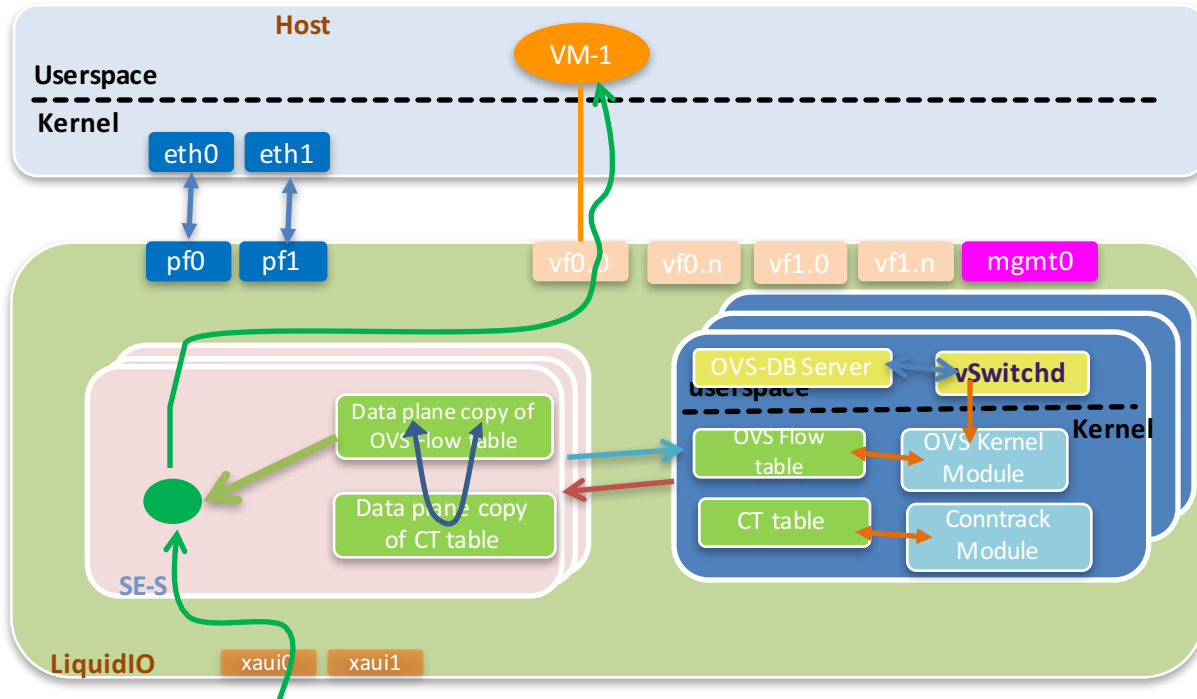 Host
VM-1
Userspace
Kernel
eth0
eth1
pf0
pf1
vf0.0
vf0.n
vf1.0
vf1.n
mgmt0
OVS-DB Server
vSwitchd
userspace
Kernel
Data plane copy of
OVS Flow table
OVS Flow
table
OVS Kernel
Module
Data plane copy
of CT table
CT table
Conntrack
Module
SE-S
LiquidIO
xaui0
xaui1